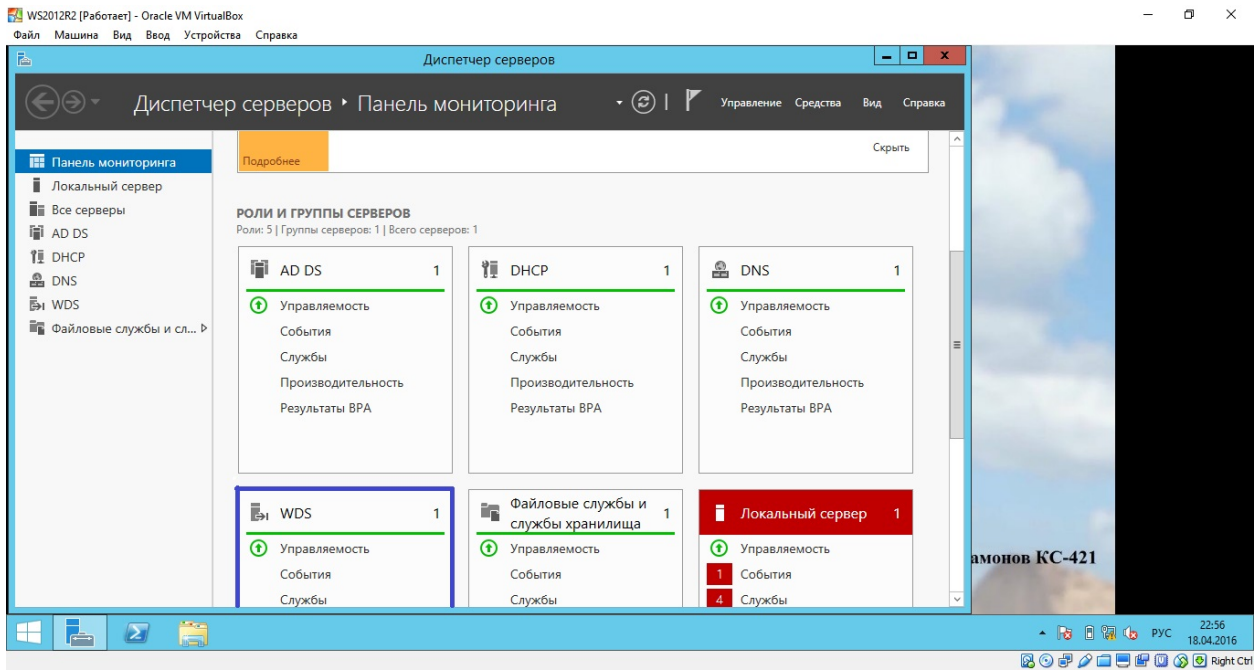 WS2012R2 [Работает] - Oracle VM VirtualBox
Файл Машина Вид Ввод Устройства Справка
Диспетчер серверов
Диспетчер серверов • Панель мониторинга
Управление Средства Вид Справка
Панель мониторинга
Локальный сервер
Все серверы
AD DS
DHCP
DNS
WDS
Файловые службы и сл...
Подробнее
Скрыть
РОЛИ И ГРУППЫ СЕРВЕРОВ
Роли: 5 | Группы серверов: 1 | Всего серверов: 1
AD DS 1
Управляемость
События
Службы
Производительность
Результаты BPA
DHCP 1
Управляемость
События
Службы
Производительность
Результаты BPA
DNS 1
Управляемость
События
Службы
Производительность
Результаты BPA
WDS 1
Управляемость
События
Службы
Файловые службы и
службы хранилища 1
Управляемость
События
Службы
Локальный сервер 1
Управляемость
1 События
4 Службы
амонов КС-421
РУС
22:56
18.04.2016
Right Ctrl